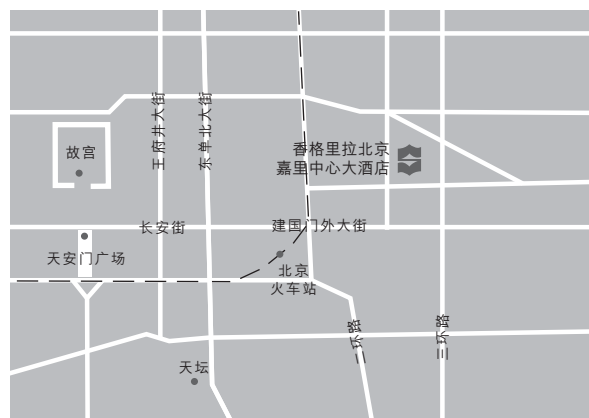 王府井大街
东单北大街
香格里拉北京
嘉里中心大酒店
故宫
长安街
建国门外大街
天安门广场
北京
火车站
二环路
三环路
天坛